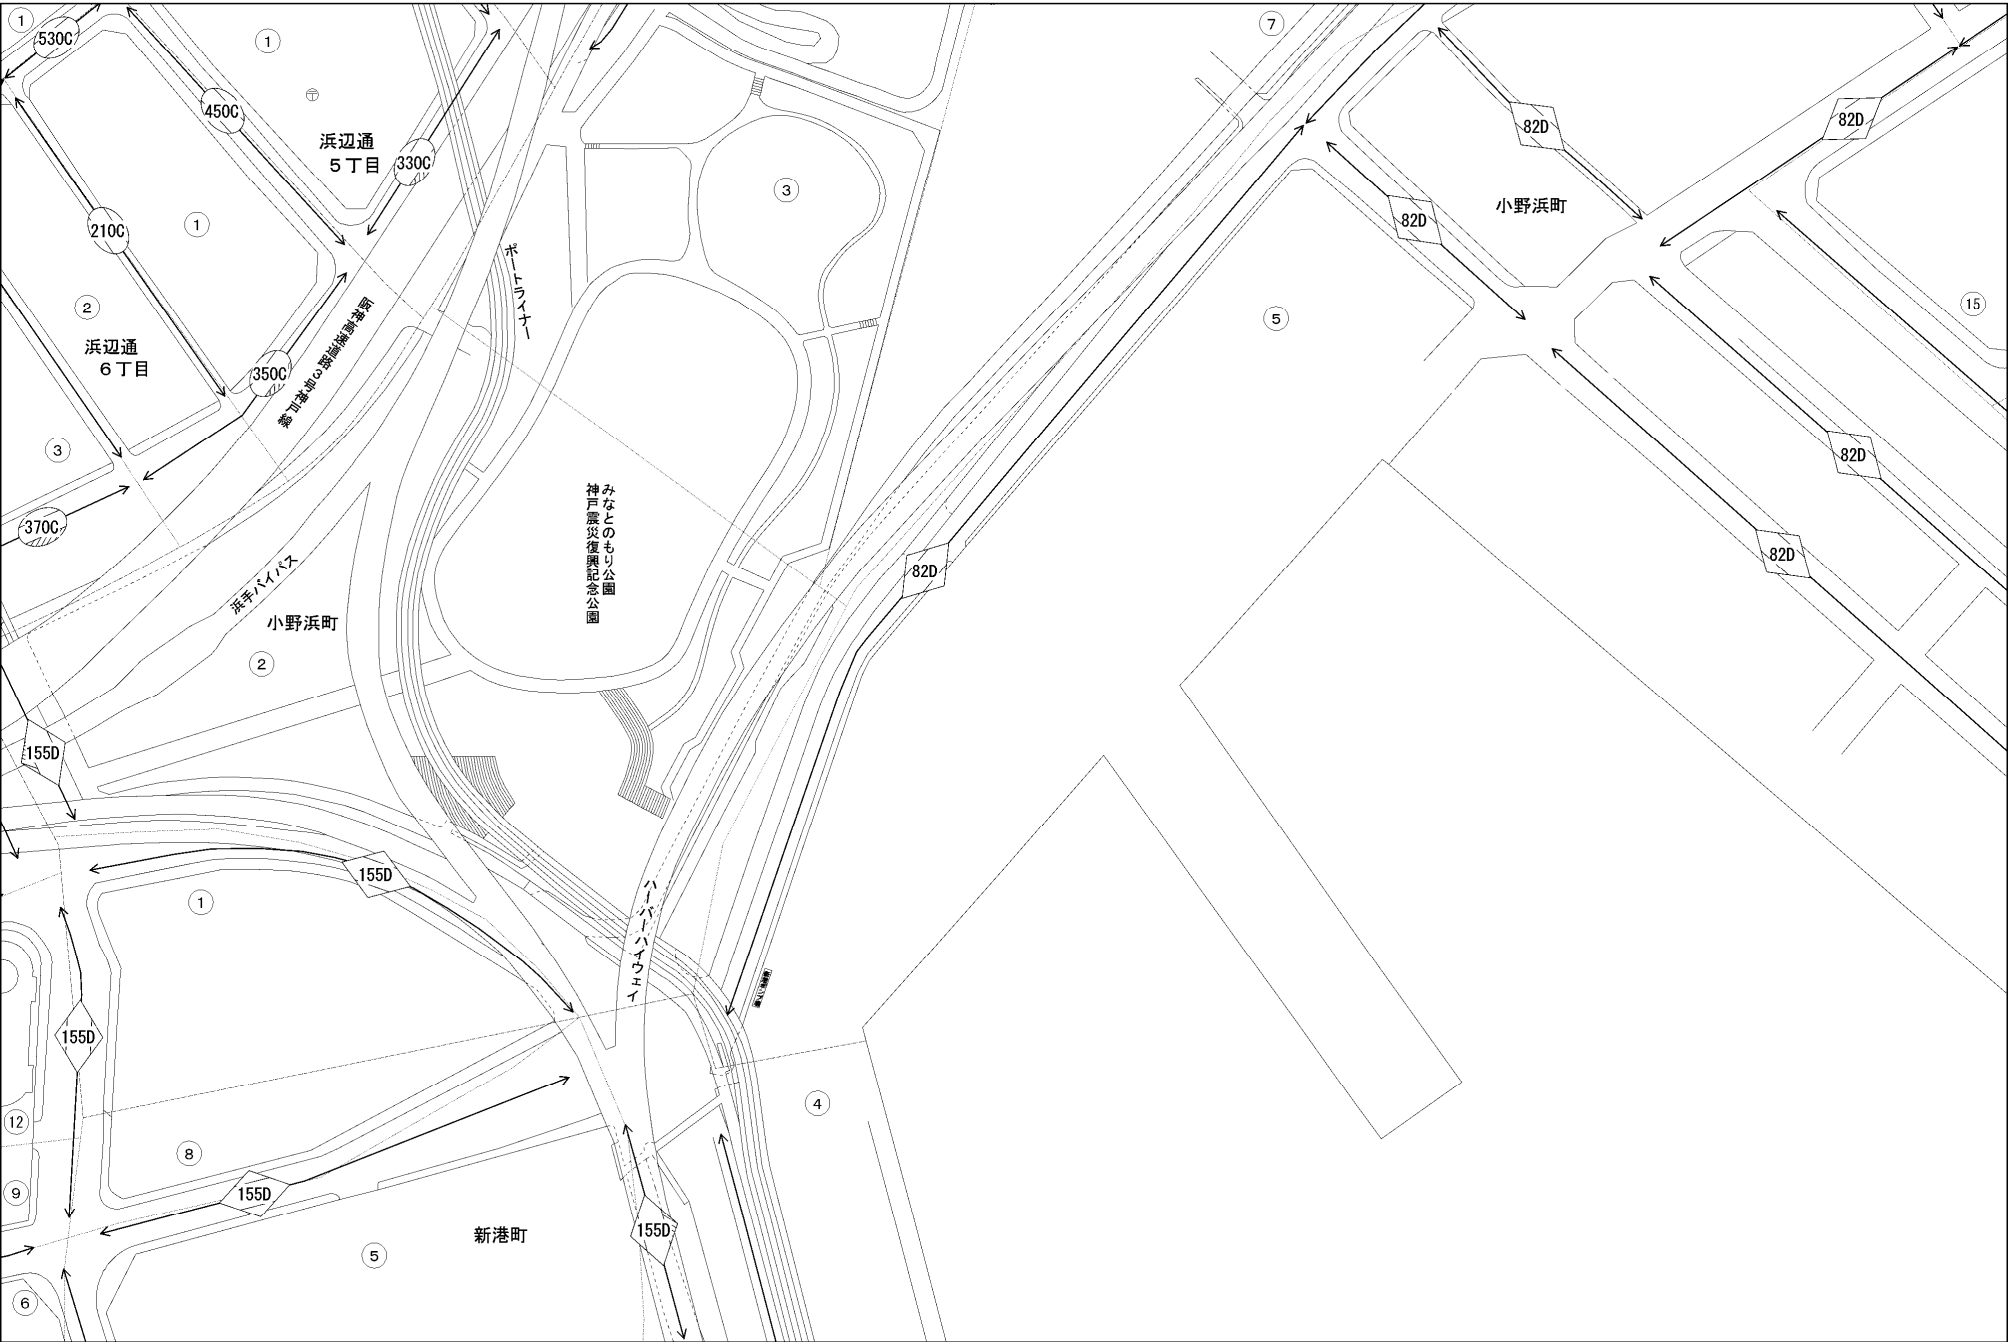 ①
530C
①
⑦
450C
82D
82D
浜辺通
5丁目
330C
③
82D
小野浜町
210C
①
ポートライナー
②
阪神高速道路3号神戸線
⑤
⑮
浜辺通
6丁目
350C
③
82D
370C
みなとのもり公園
神戸震災復興記念公園
82D
82D
浜手バイパス
小野浜町
②
155D
155D
①
ハーバーハイウェイ
155D
④
⑫
⑧
⑨
155D
155D
新港町
⑤
⑥